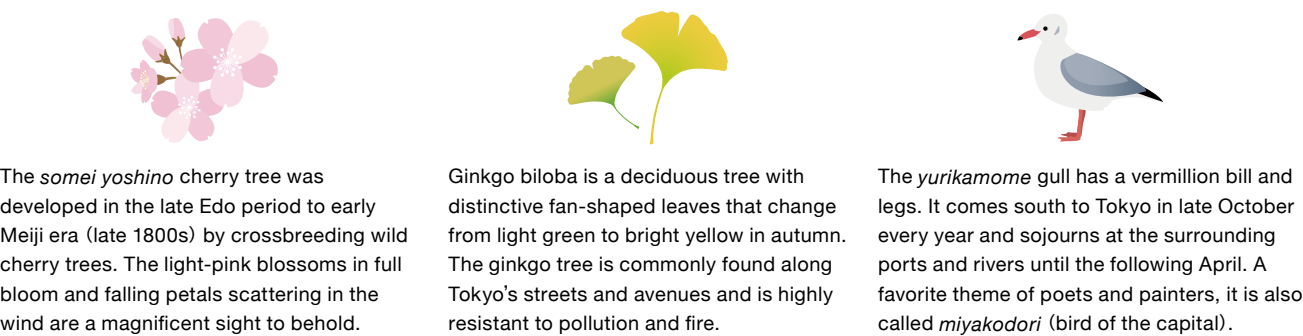 The somei yoshino cherry tree was
developed in the late Edo period to early
Meiji era (late 1800s) by crossbreeding wild
cherry trees. The light-pink blossoms in full
bloom and falling petals scattering in the
wind are a magnificent sight to behold.
Ginkgo biloba is a deciduous tree with
distinctive fan-shaped leaves that change
from light green to bright yellow in autumn.
The ginkgo tree is commonly found along
Tokyo's streets and avenues and is highly
resistant to pollution and fire.
The yurikamome gull has a vermillion bill and
legs. It comes south to Tokyo in late October
every year and sojourns at the surrounding
ports and rivers until the following April. A
favorite theme of poets and painters, it is also
called miyakodori (bird of the capital).